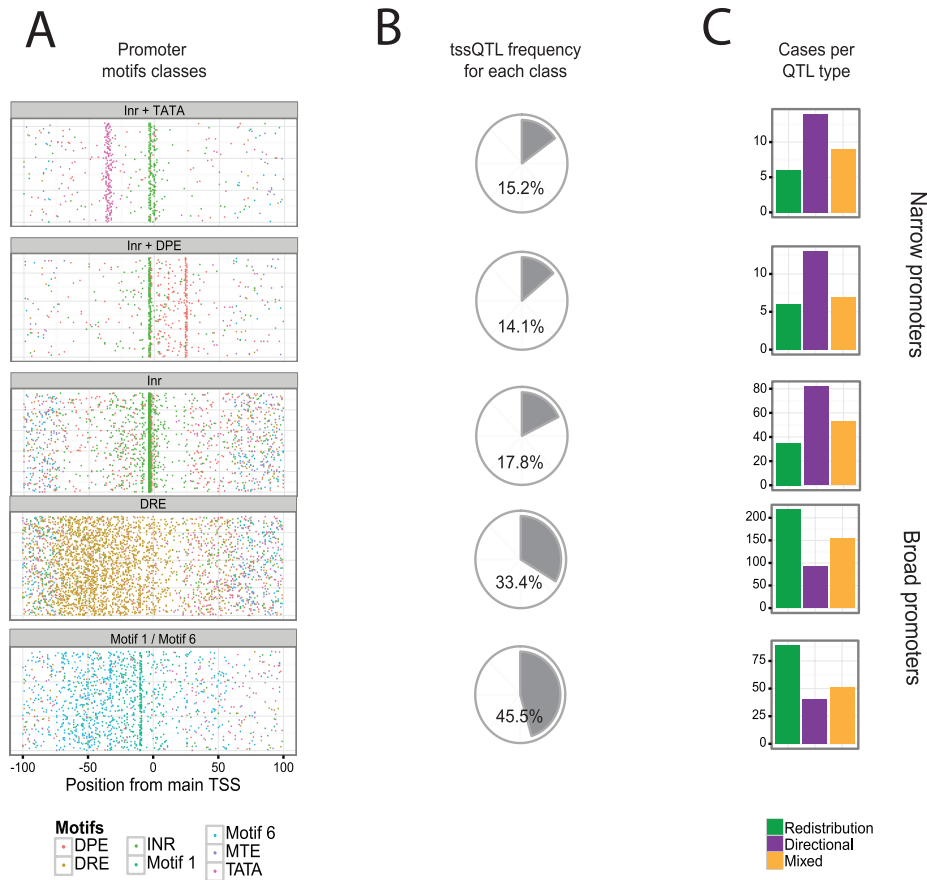 A
B
C
Promoter
motifs classes
tssQTL frequency
for each class
Cases per
QTL type
Inr + TATA
15.2%
10
5
0
Inr + DPE
14.1%
10
5
0
Narrow promoters
Inr
17.8%
80
60
40
20
0
DRE
33.4%
200
150
100
50
0
Motif 1 / Motif 6
45.5%
75
50
25
0
Broad promoters
-100 -50 0 50 100
Position from main TSS
Motifs
DPE
DRE
INR
Motif 1
Motif 6
MTE
TATA
Redistribution
Directional
Mixed